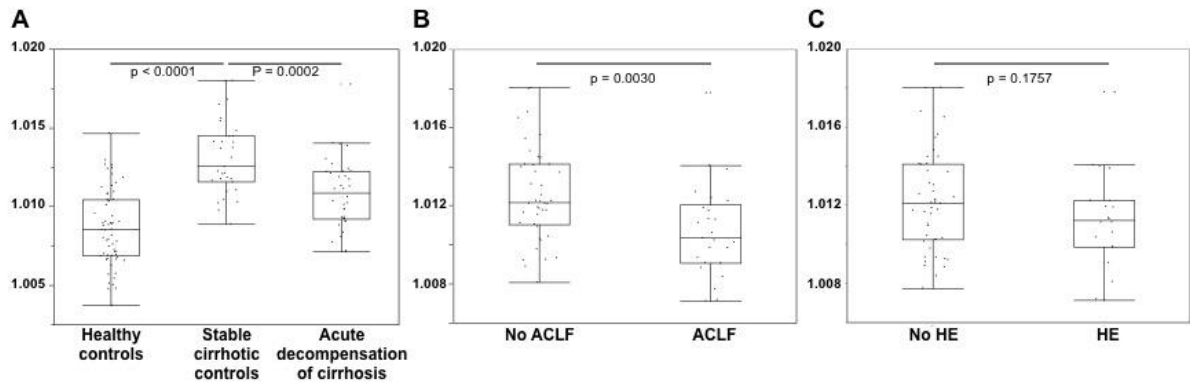 A
B
C
1.020
1.015
1.010
1.005
p < 0.0001
P = 0.0002
Healthy
controls
Stable
cirrhotic
controls
Acute
decompensation
of cirrhosis
1.020
1.016
1.012
1.008
p = 0.0030
No ACLF
ACLF
1.020
1.016
1.012
1.008
p = 0.1757
No HE
HE